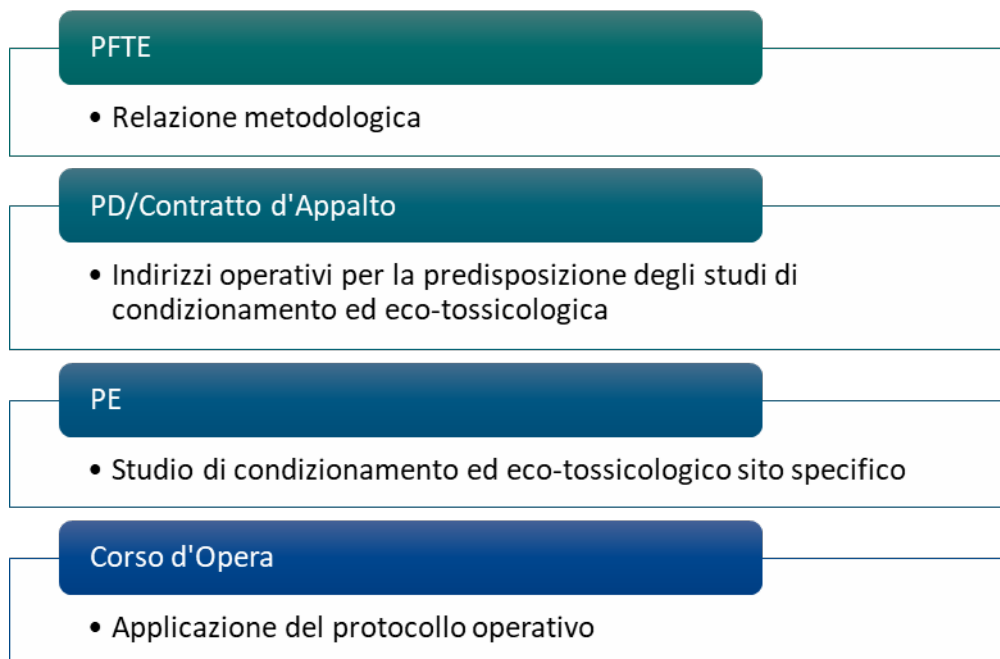 PFTE
• Relazione metodologica
PD/Contratto d'Appalto
• Indirizzi operativi per la predisposizione degli studi di
condizionamento ed eco-tossicologica
PE
• Studio di condizionamento ed eco-tossicologico sito specifico
Corso d'Opera
• Applicazione del protocollo operativo